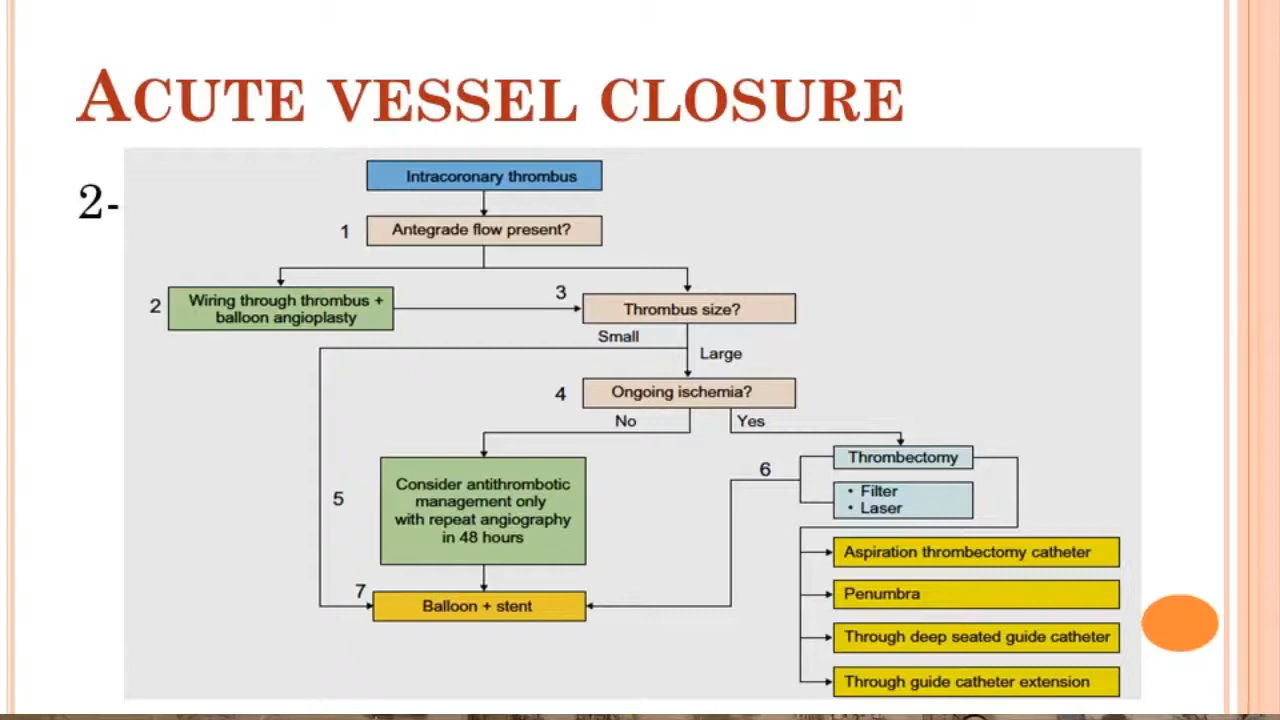 ACUTE VESSEL CLOSURE
2-
Intracoronary thrombus
1
Antegrade flow present?
2
Wiring through thrombus +
balloon angioplasty
3
Thrombus size?
Small
Large
4
Ongoing ischemia?
No
Yes
5
Consider antithrombotic
management only
with repeat angiography
in 48 hours
6
Thrombectomy
• Filter
• Laser
Aspiration thrombectomy catheter
Penumbra
Through deep seated guide catheter
Through guide catheter extension
7
Balloon + stent